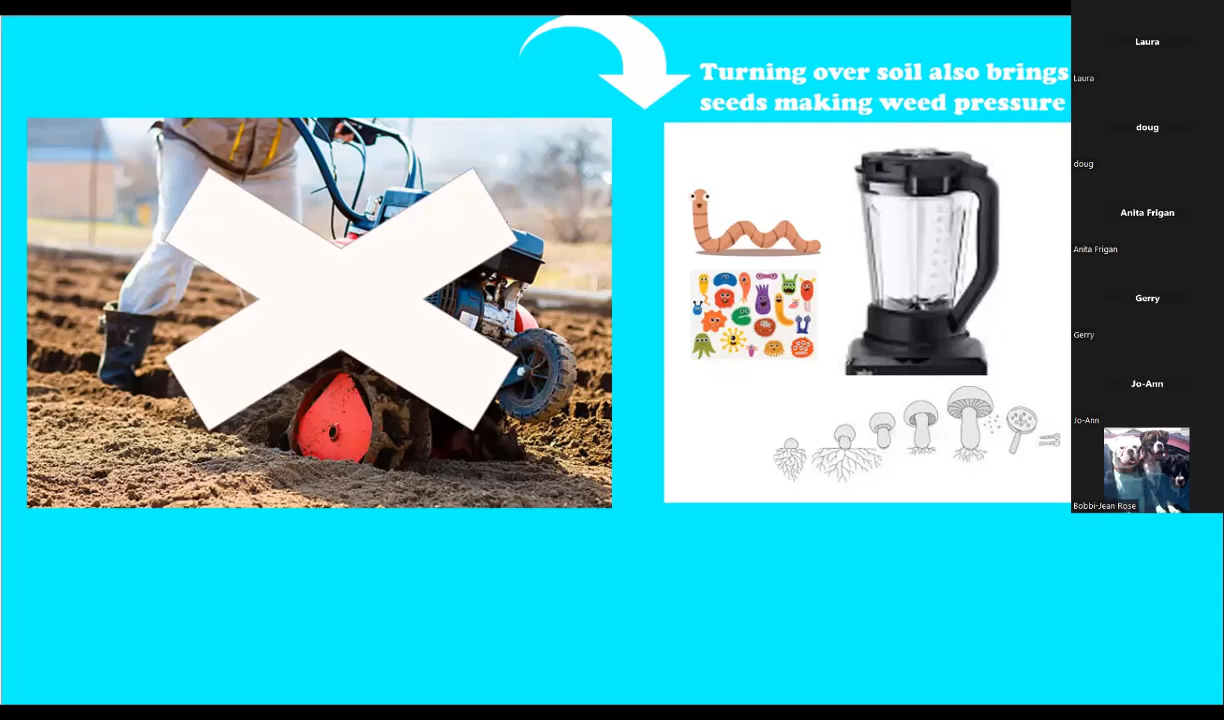 Turning over soil also brings
seeds making weed pressure
Laura
Laura
doug
doug
Anita Frigan
Anita Frigan
Gerry
Gerry
Jo-Ann
Jo-Ann
Bobbi-Jean Rose